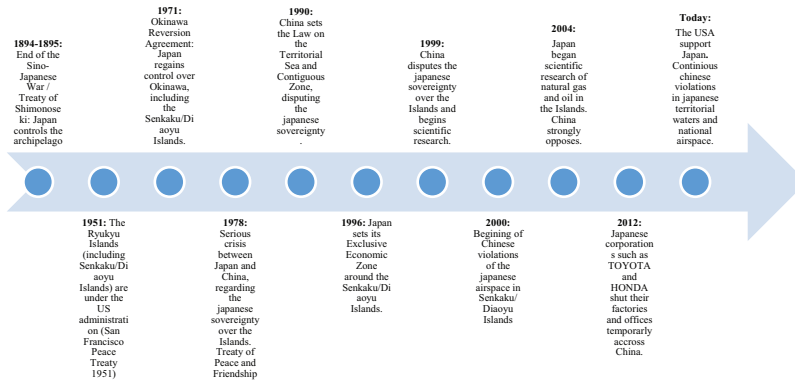 1894-1895:
End of the
Sino-
Japanese
War /
Treaty of
Shimonose
ki: Japan
controls the
archipelago
1951: The
Ryukyu
Islands
(including
Senkaku/Di
aoyu
Islands) are
under the
US
administrati
on (San
Francisco
Peace
Treaty
1951)
1971:
Okinawa
Reversion
Agreement:
Japan
regains
control over
Okinawa,
including
the
Senkaku/Di
aoyu
Islands.
1978:
Serious
crisis
between
Japan and
China,
regarding
the
japanese
sovereignty
over the
Islands.
Treaty of
Peace and
Friendship
1990:
China sets
the Law on
the
Territorial
Sea and
Contiguous
Zone,
disputing
the
japanese
sovereignty
.
1996: Japan
sets its
Exclusive
Economic
Zone
around the
Senkaku/Di
aoyu
Islands.
1999:
China
disputes the
japanese
sovereignty
over the
Islands and
begins
scientific
research.
2000:
Begining of
Chinese
violations
of the
japanese
airspace in
Senkaku/
Diaoyu
Islands
2004:
Japan
began
scientific
research of
natural gas
and oil in
the Islands.
China
strongly
opposes.
2012:
Japanese
corporation
s such as
TOYOTA
and
HONDA
shut their
factories
and offices
temporarly
accross
China.
Today:
The USA
support
Japan.
Continious
chinese
violations
in japanese
territorial
waters and
national
airspace.